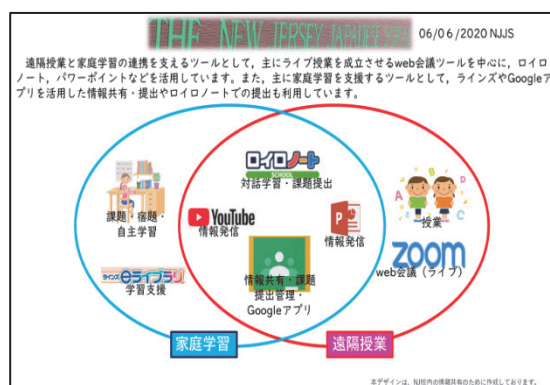 THE NEW JERSEY JAPANESE
06/06/2020 NJJS
遠隔授業と家庭学習の連携を支えるツールとして，主にライブ授業を成立させるweb会議ツールを中心に，ロイロ
ノート，パワーポイントなどを活用しています。また，主に家庭学習を支援するツールとして，ラインズやGoogleア
プリを活用した情報共有・提出やロイロノートでの提出も利用しています。
ロイロノート
SCHOOL
対話学習・課題提出
課題・宿題・
自主学習
YouTube
情報発信
P
情報発信
A
B
C
授業
zoom
web会議（ライブ）
ラインズeライブラリ
学習支援
情報共有・課題
提出管理・
Googleアプリ
家庭学習
遠隔授業
本デザインは、NJ校内の情報共有のために作成しております。